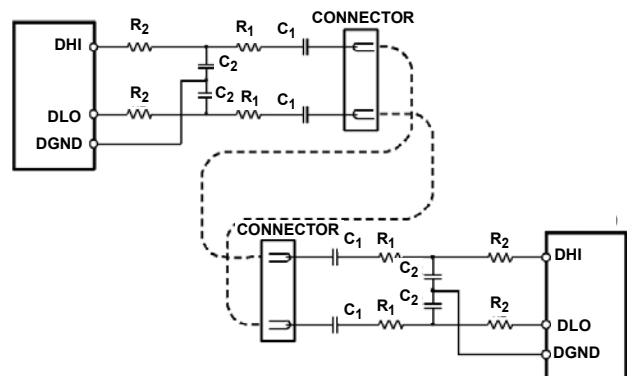 CONNECTOR
DHI R2 R1 C1
C2
DLO R2 C2 R1 C1
DGND
CONNECTOR
C1 R1 R2
DHI
C2
C1 R1 C2 R2
DLO
DGND